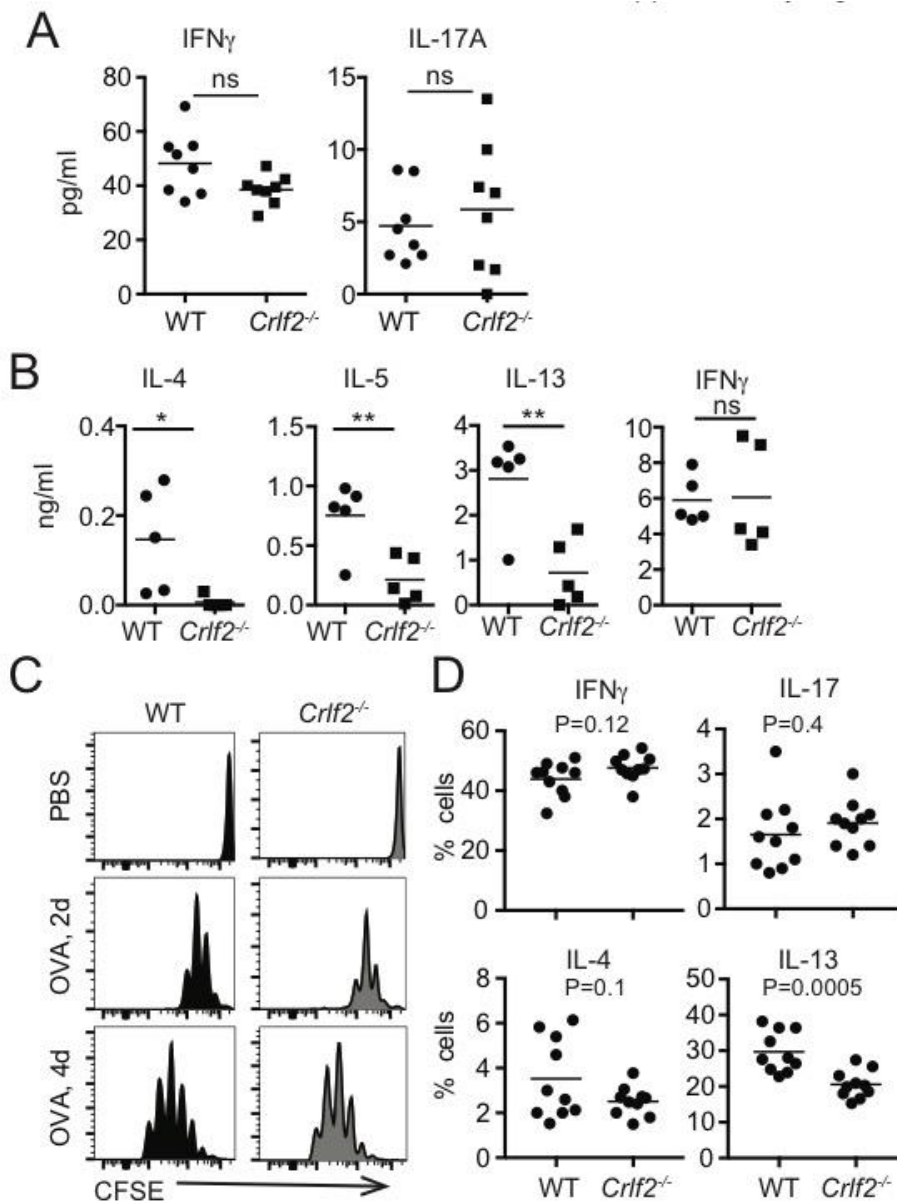 A
IFNγ
IL-17A
ns
ns
pg/ml
80
60
40
20
0
15
10
5
0
WT
Crlf2-/-
WT
Crlf2-/-
B
IL-4
IL-5
IL-13
IFNγ
*
**
**
ns
ng/ml
0.4
0.2
0.0
1.5
1.0
0.5
0.0
4
3
2
1
0
10
8
6
4
2
0
WT
Crlf2-/-
WT
Crlf2-/-
WT
Crlf2-/-
WT
Crlf2-/-
C
WT
Crlf2-/-
PBS
OVA, 2d
OVA, 4d
CFSE
D
IFNγ
IL-17
P=0.12
P=0.4
% cells
60
40
20
0
4
3
2
1
0
IL-4
IL-13
P=0.1
P=0.0005
% cells
8
6
4
2
0
50
40
30
20
10
0
WT
Crlf2-/-
WT
Crlf2-/-